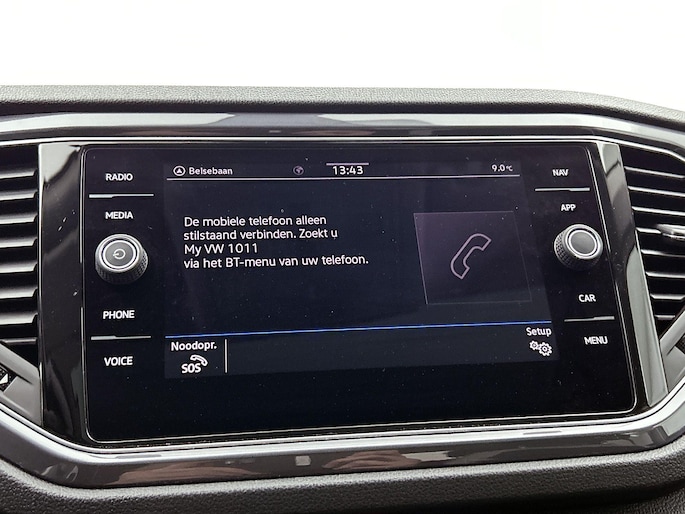 RADIO
MEDIA
PHONE
VOICE
Belsebaan
13:43
9.0°C
De mobiele telefoon alleen
stilstaand verbinden. Zoekt u
My VW 1011
via het BT-menu van uw telefoon.
Noodopr.
SOS
Setup
NAV
APP
CAR
MENU